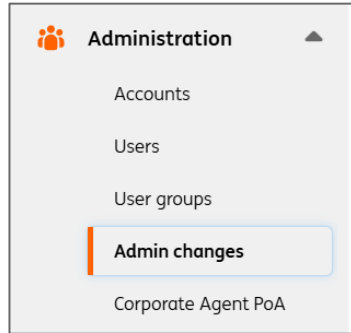 Administration
Accounts
Users
User groups
Admin changes
Corporate Agent PoA